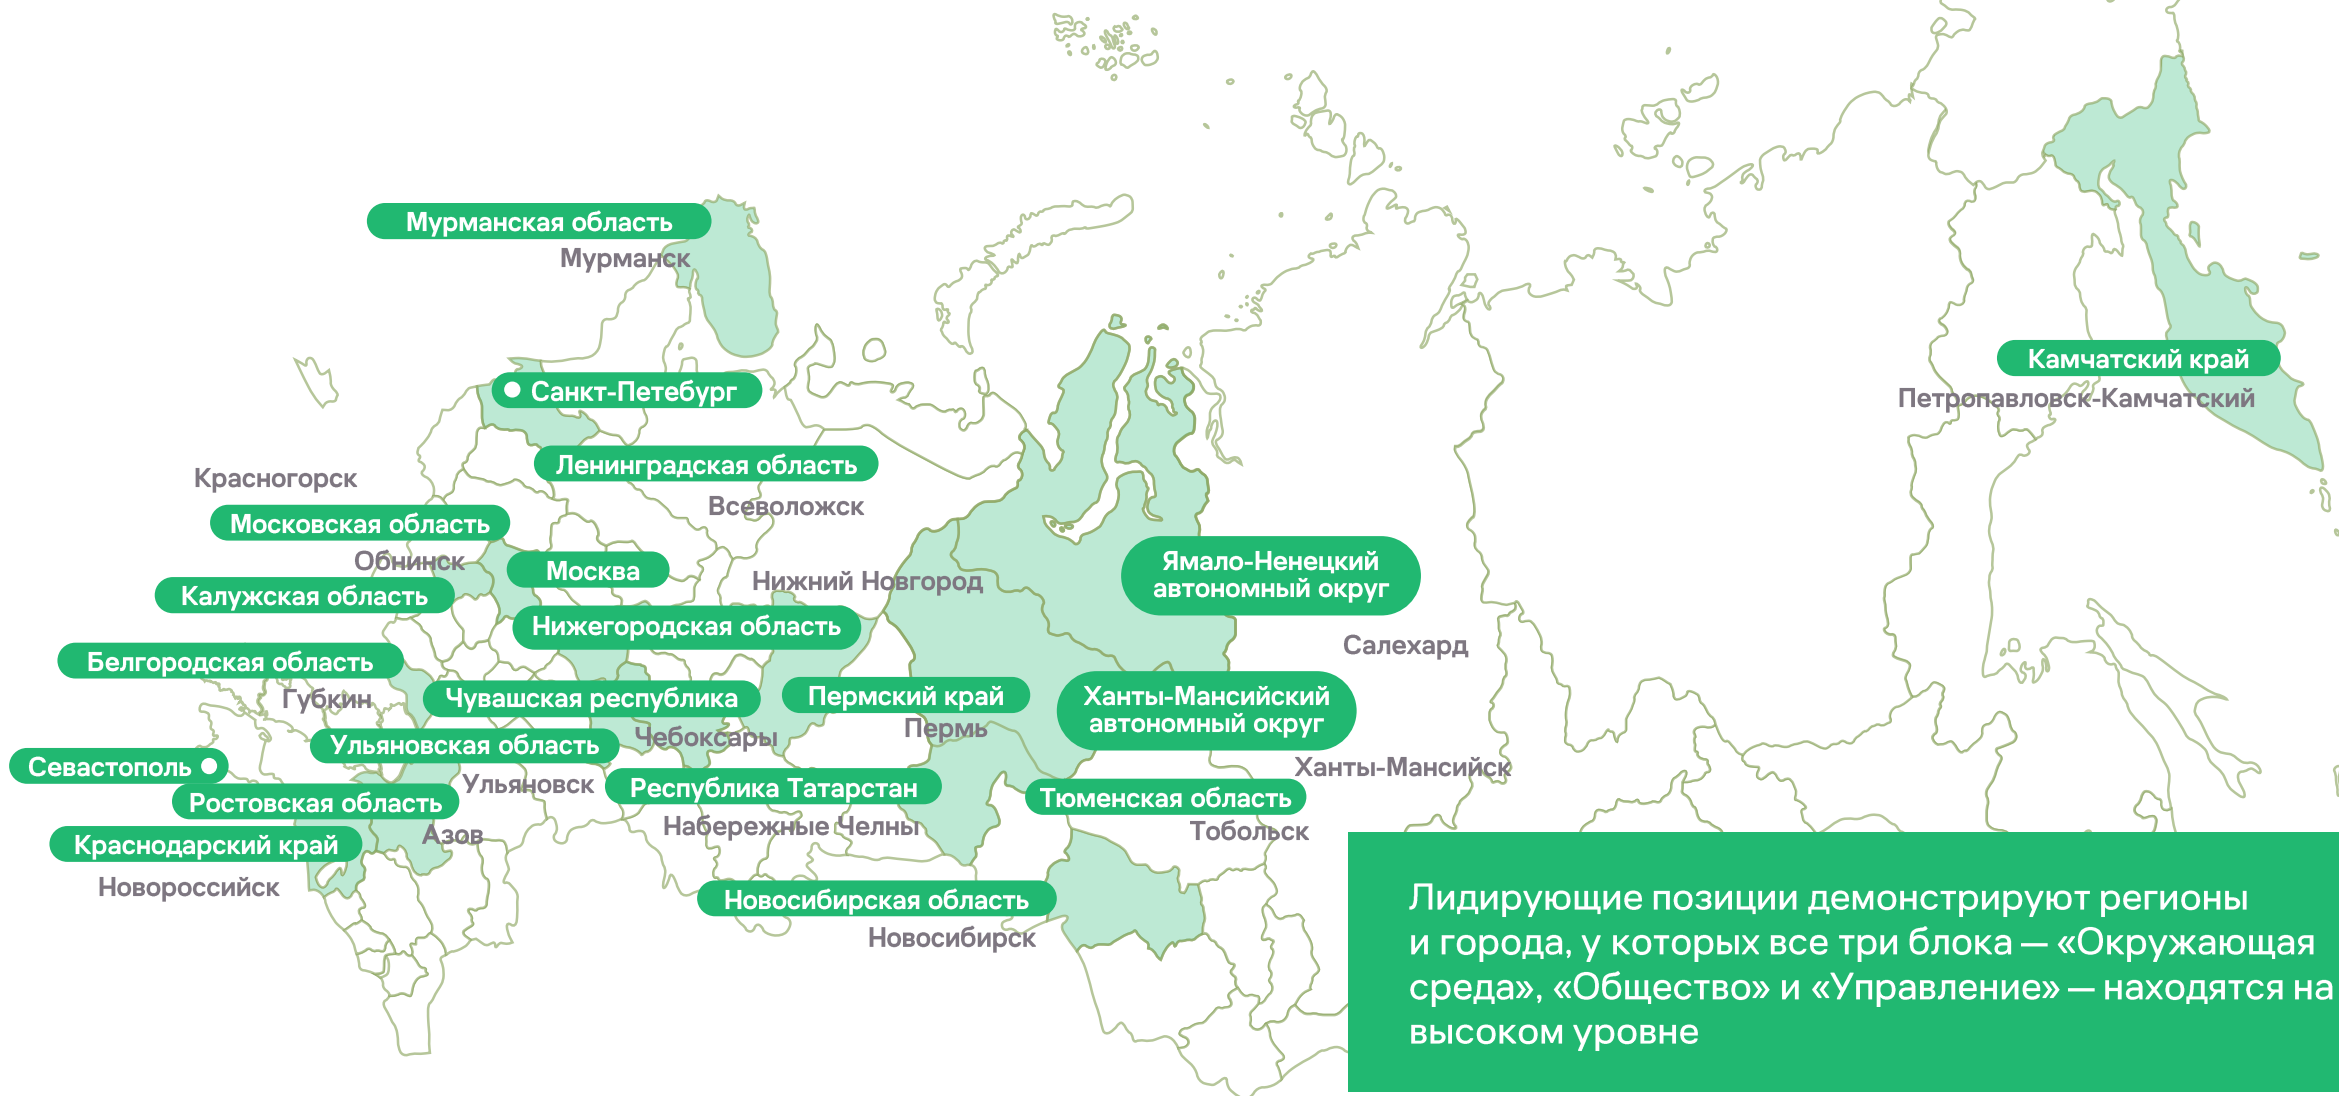 Мурманская область
Мурманск
Камчатский край
Петропавловск-Камчатский
Санкт-Петебург
Ленинградская область
Всеволожск
Красногорск
Московская область
Обнинск
Москва
Калужская область
Нижний Новгород
Нижегородская область
Ямало-Ненецкий
автономный округ
Салехард
Белгородская область
Губкин
Чувашская республика
Чебоксары
Пермский край
Пермь
Ханты-Мансийский
автономный округ
Ханты-Мансийск
Ульяновская область
Ульяновск
Севастополь
Ростовская область
Азов
Республика Татарстан
Набережные Челны
Тюменская область
Тобольск
Краснодарский край
Новороссийск
Новосибирская область
Новосибирск
Лидирующие позиции демонстрируют регионы
и города, у которых все три блока — «Окружающая
среда», «Общество» и «Управление» — находятся на
высоком уровне